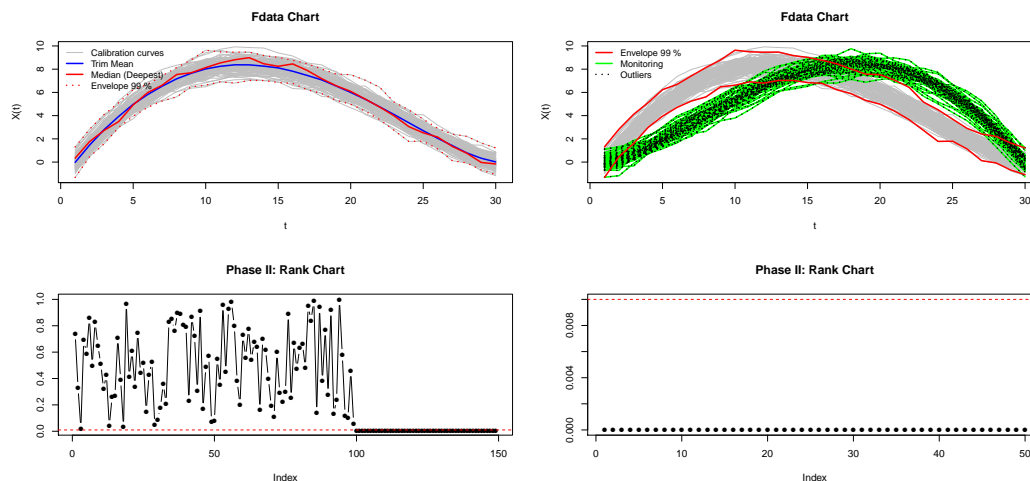 Fdata Chart
X(t)
10
8
6
4
2
0
Calibration curves
Trim Mean
Median (Deepest)
Envelope 99 %
0 5 10 15 20 25 30
t
Fdata Chart
X(t)
10
8
6
4
2
0
Envelope 99 %
Monitoring
Outliers
0 5 10 15 20 25 30
t
Phase II: Rank Chart
1.0
0.8
0.6
0.4
0.2
0.0
0 50 100 150
Index
Phase II: Rank Chart
0.008
0.004
0.000
0 10 20 30 40 50
Index